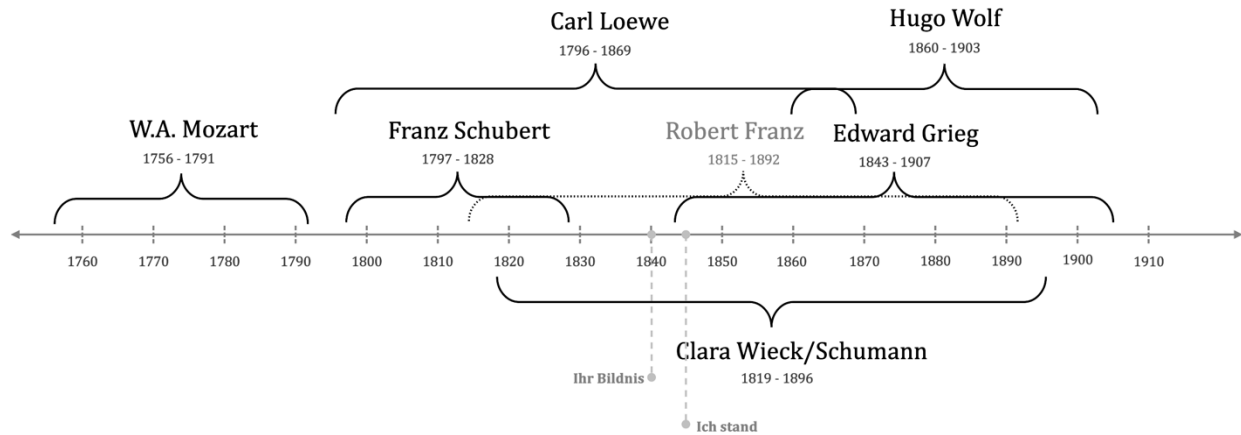 Carl Loewe
1796 - 1869
Hugo Wolf
1860 - 1903
W.A. Mozart
1756 - 1791
Franz Schubert
1797 - 1828
Robert Franz
1815 - 1892
Edward Grieg
1843 - 1907
1760 1770 1780 1790 1800 1810 1820 1830 1840 1850 1860 1870 1880 1890 1900 1910
Clara Wieck/Schumann
1819 - 1896
Ihr Bildnis
Ich stand